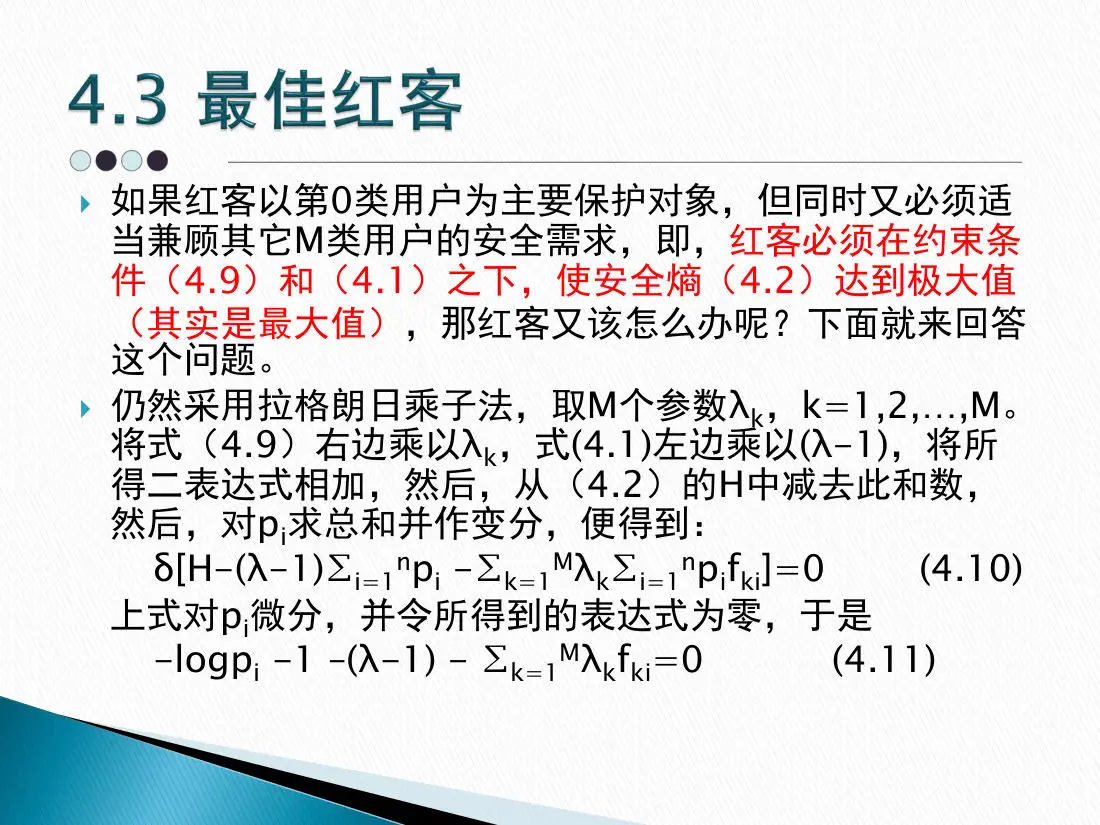 4.3 最佳红客
如果红客以第0类用户为主要保护对象，但同时又必须适
当兼顾其它M类用户的安全需求，即，红客必须在约束条
件（4.9）和（4.1）之下，使安全熵（4.2）达到极大值
（其实是最大值），那红客又该怎么办呢？下面就来回答
这个问题。
仍然采用拉格朗日乘子法，取M个参数λk，k=1,2,…,M。
将式（4.9）右边乘以λk，式(4.1)左边乘以(λ-1)，将所
得二表达式相加，然后，从（4.2）的H中减去此和数，
然后，对pi求总和并作变分，便得到：
δ[H-(λ-1)∑i=1npi -∑k=1Mλk∑i=1npifki]=0 (4.10)
上式对pi微分，并令所得到的表达式为零，于是
-logpi -1 -(λ-1) - ∑k=1Mλkfki=0 (4.11)